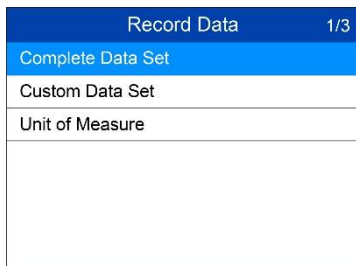 Record Data 1/3
Complete Data Set
Custom Data Set
Unit of Measure